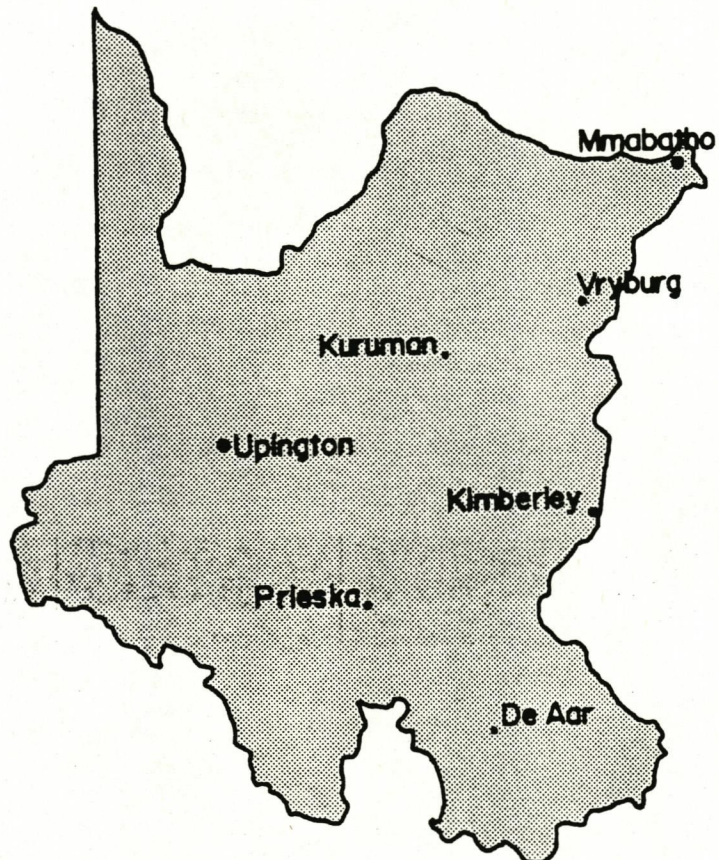 Mmabatho
Vryburg
Kuruman
Upington
Kimberley
Prieska
De Aar